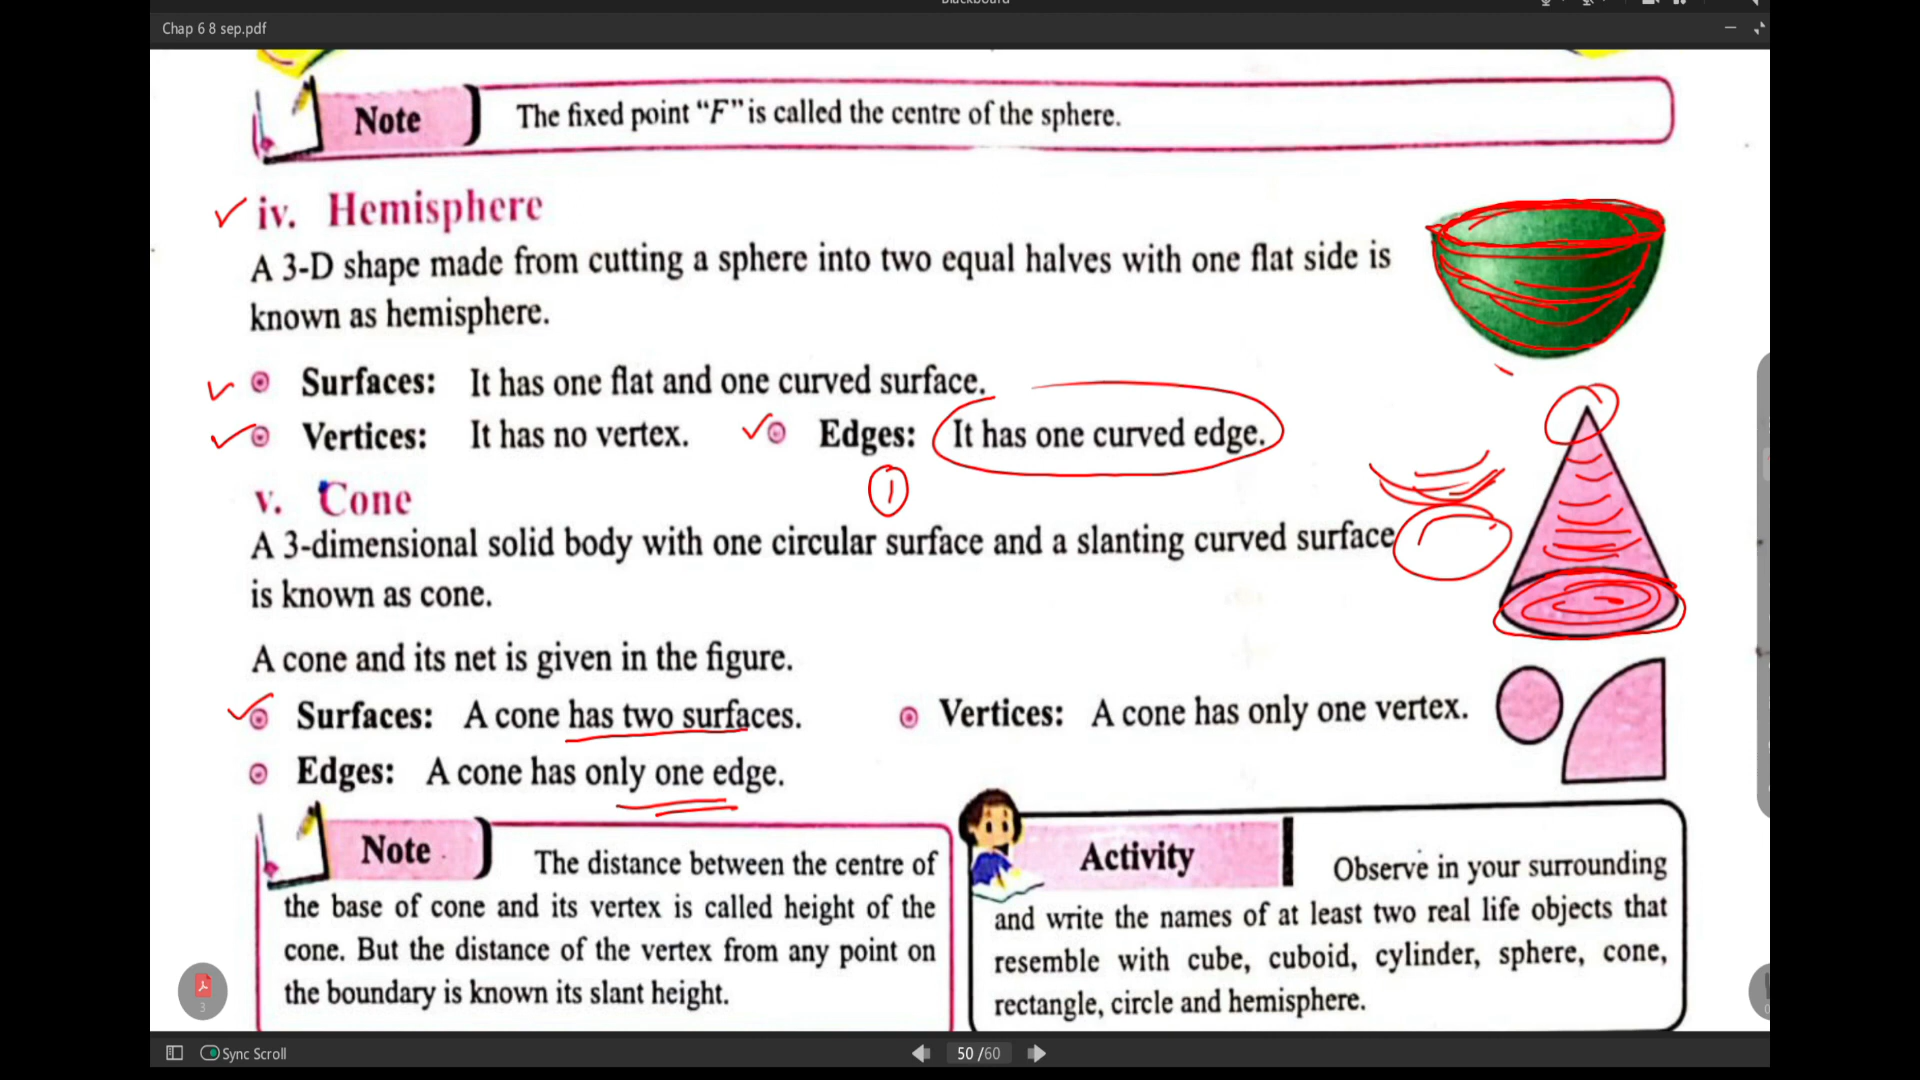 Chap 6 8 sep.pdf
Note The fixed point “F” is called the centre of the sphere.
iv. Hemisphere
A 3-D shape made from cutting a sphere into two equal halves with one flat side is
known as hemisphere.
Surfaces: It has one flat and one curved surface.
Vertices: It has no vertex. Edges: It has one curved edge.
1
v. Cone
A 3-dimensional solid body with one circular surface and a slanting curved surface
is known as cone.
A cone and its net is given in the figure.
Surfaces: A cone has two surfaces. Vertices: A cone has only one vertex.
Edges: A cone has only one edge.
Note The distance between the centre of
the base of cone and its vertex is called height of the
cone. But the distance of the vertex from any point on
the boundary is known its slant height.
Activity Observe in your surrounding
and write the names of at least two real life objects that
resemble with cube, cuboid, cylinder, sphere, cone,
rectangle, circle and hemisphere.
3
Sync Scroll 50 /60